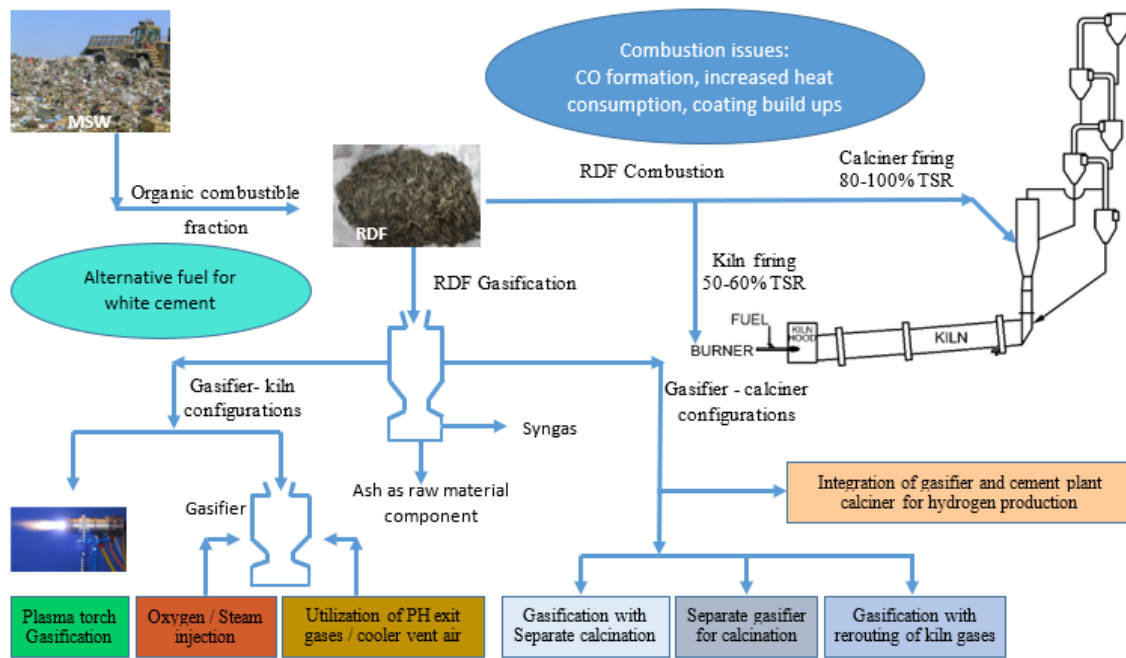 MSW
Combustion issues:
CO formation, increased heat
consumption, coating build ups
Organic combustible
fraction
RDF
RDF Combustion
Calciner firing
80-100% TSR
Alternative fuel for
white cement
RDF Gasification
Kiln firing
50-60% TSR
FUEL
BURNER
KILN
HOOD
KILN
Gasifier- kiln
configurations
Gasifier - calciner
configurations
Syngas
Ash as raw material
component
Gasifier
Integration of gasifier and cement plant
calciner for hydrogen production
Plasma torch
Gasification
Oxygen / Steam
injection
Utilization of PH exit
gases / cooler vent air
Gasification with
Separate calcination
Separate gasifier
for calcination
Gasification with
rerouting of kiln gases